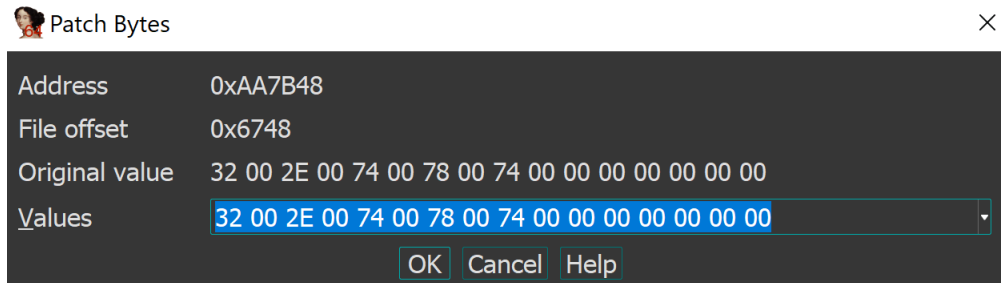 Patch Bytes
Address 0xAA7B48
File offset 0x6748
Original value 32 00 2E 00 74 00 78 00 74 00 00 00 00 00 00 00
Values 32 00 2E 00 74 00 78 00 74 00 00 00 00 00 00 00
OK Cancel Help